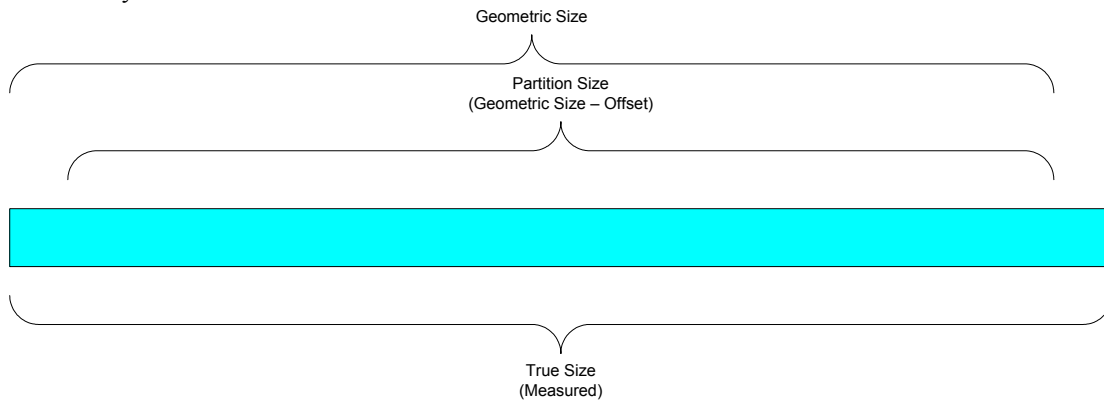 Geometric Size
Partition Size
(Geometric Size – Offset)
True Size
(Measured)